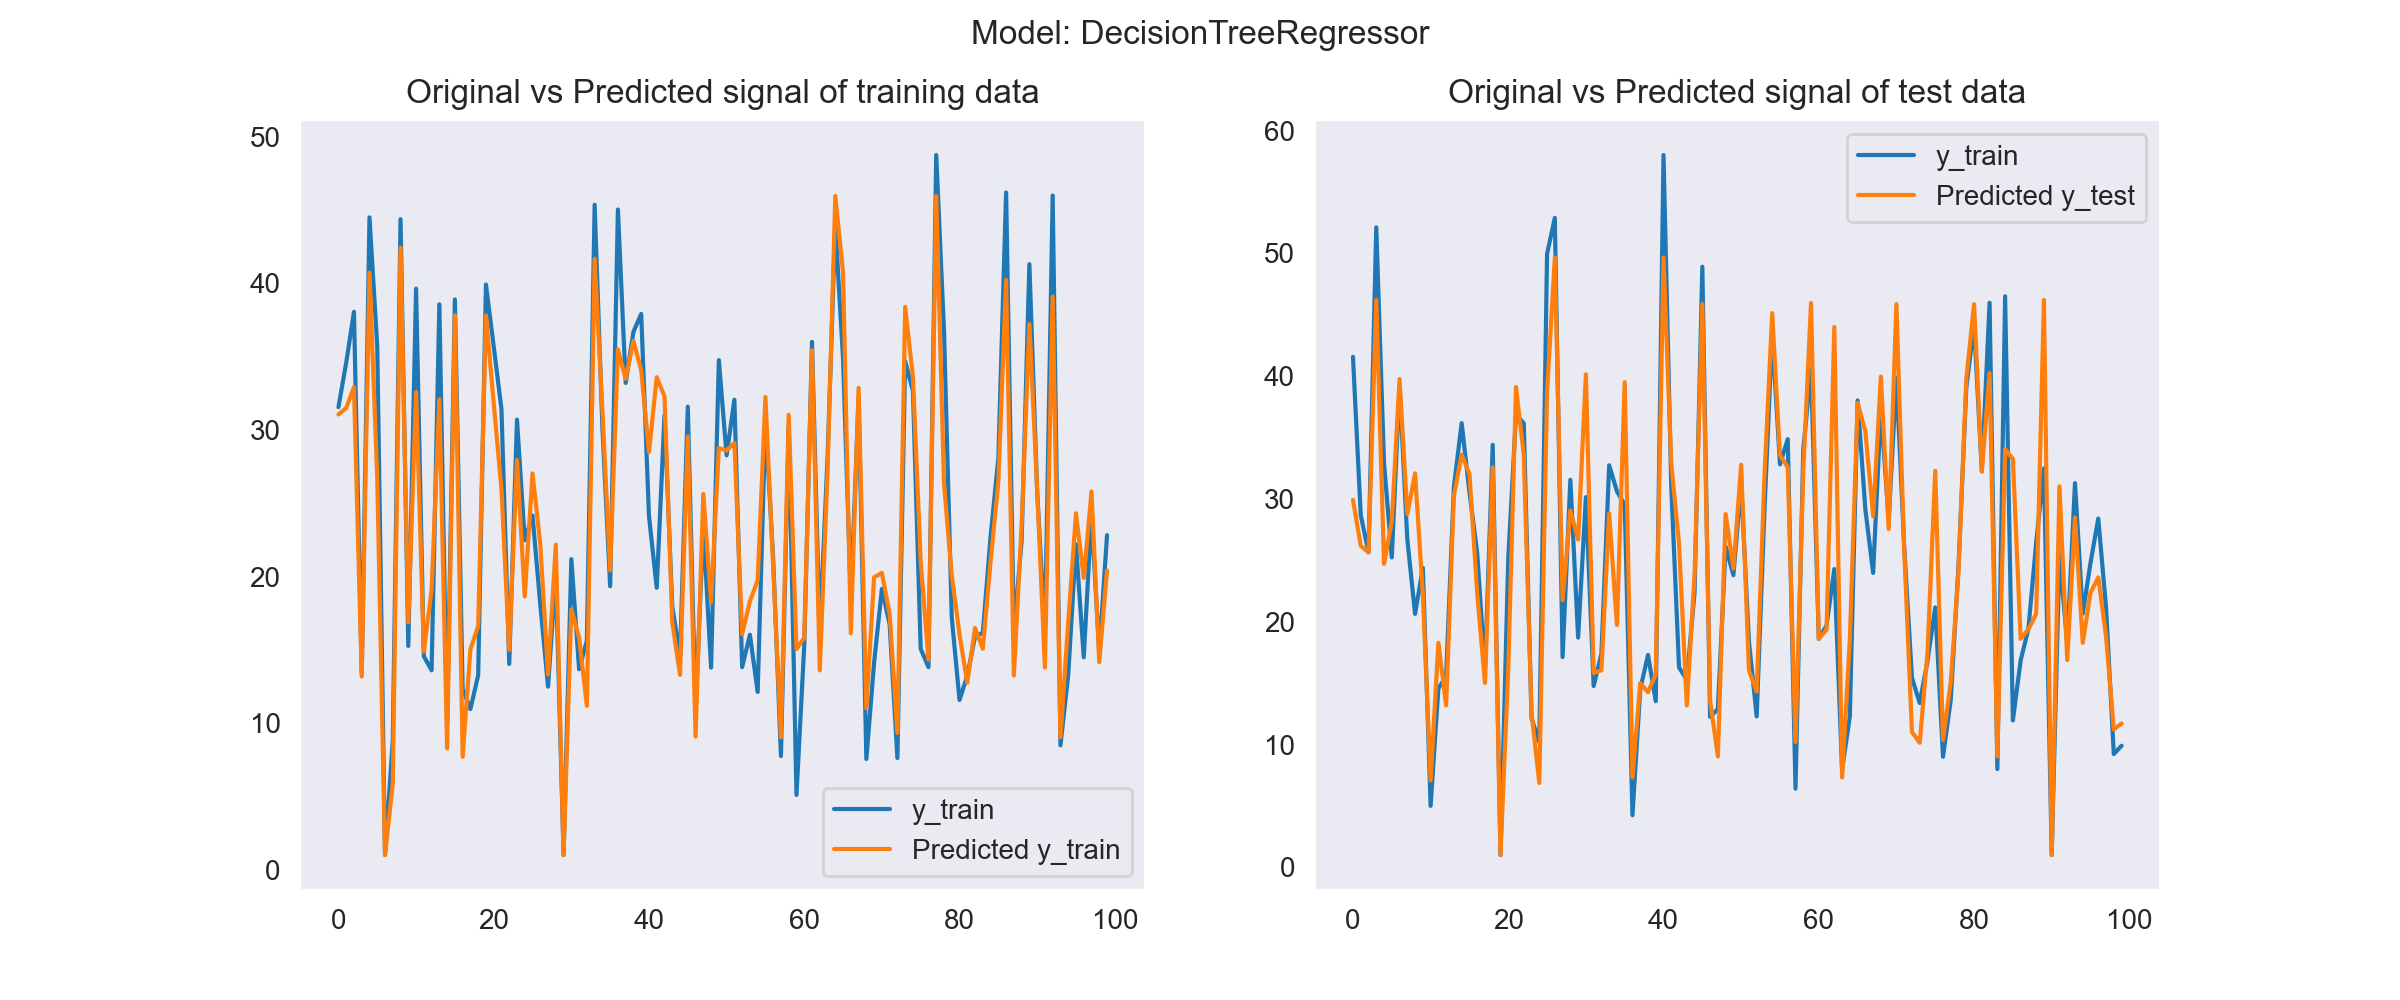 Model: DecisionTreeRegressor
Original vs Predicted signal of training data
50
40
30
20
10
0
0 20 40 60 80 100
y_train
Predicted y_train
Original vs Predicted signal of test data
60
50
40
30
20
10
0
0 20 40 60 80 100
y_train
Predicted y_test